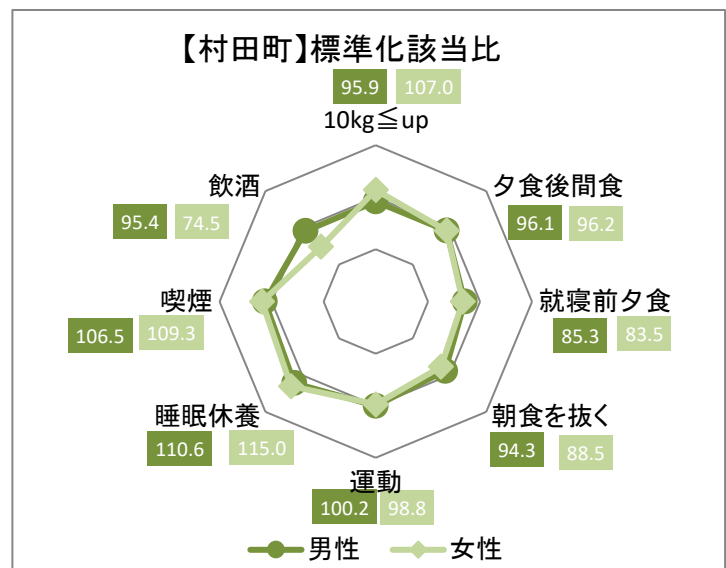 【村田町】標準化該当比
95.9 107.0
10kg≦up
飲酒
95.4 74.5
夕食後間食
96.1 96.2
喫煙
106.5 109.3
就寝前夕食
85.3 83.5
睡眠休養
110.6 115.0
朝食を抜く
94.3 88.5
運動
100.2 98.8
男性 女性